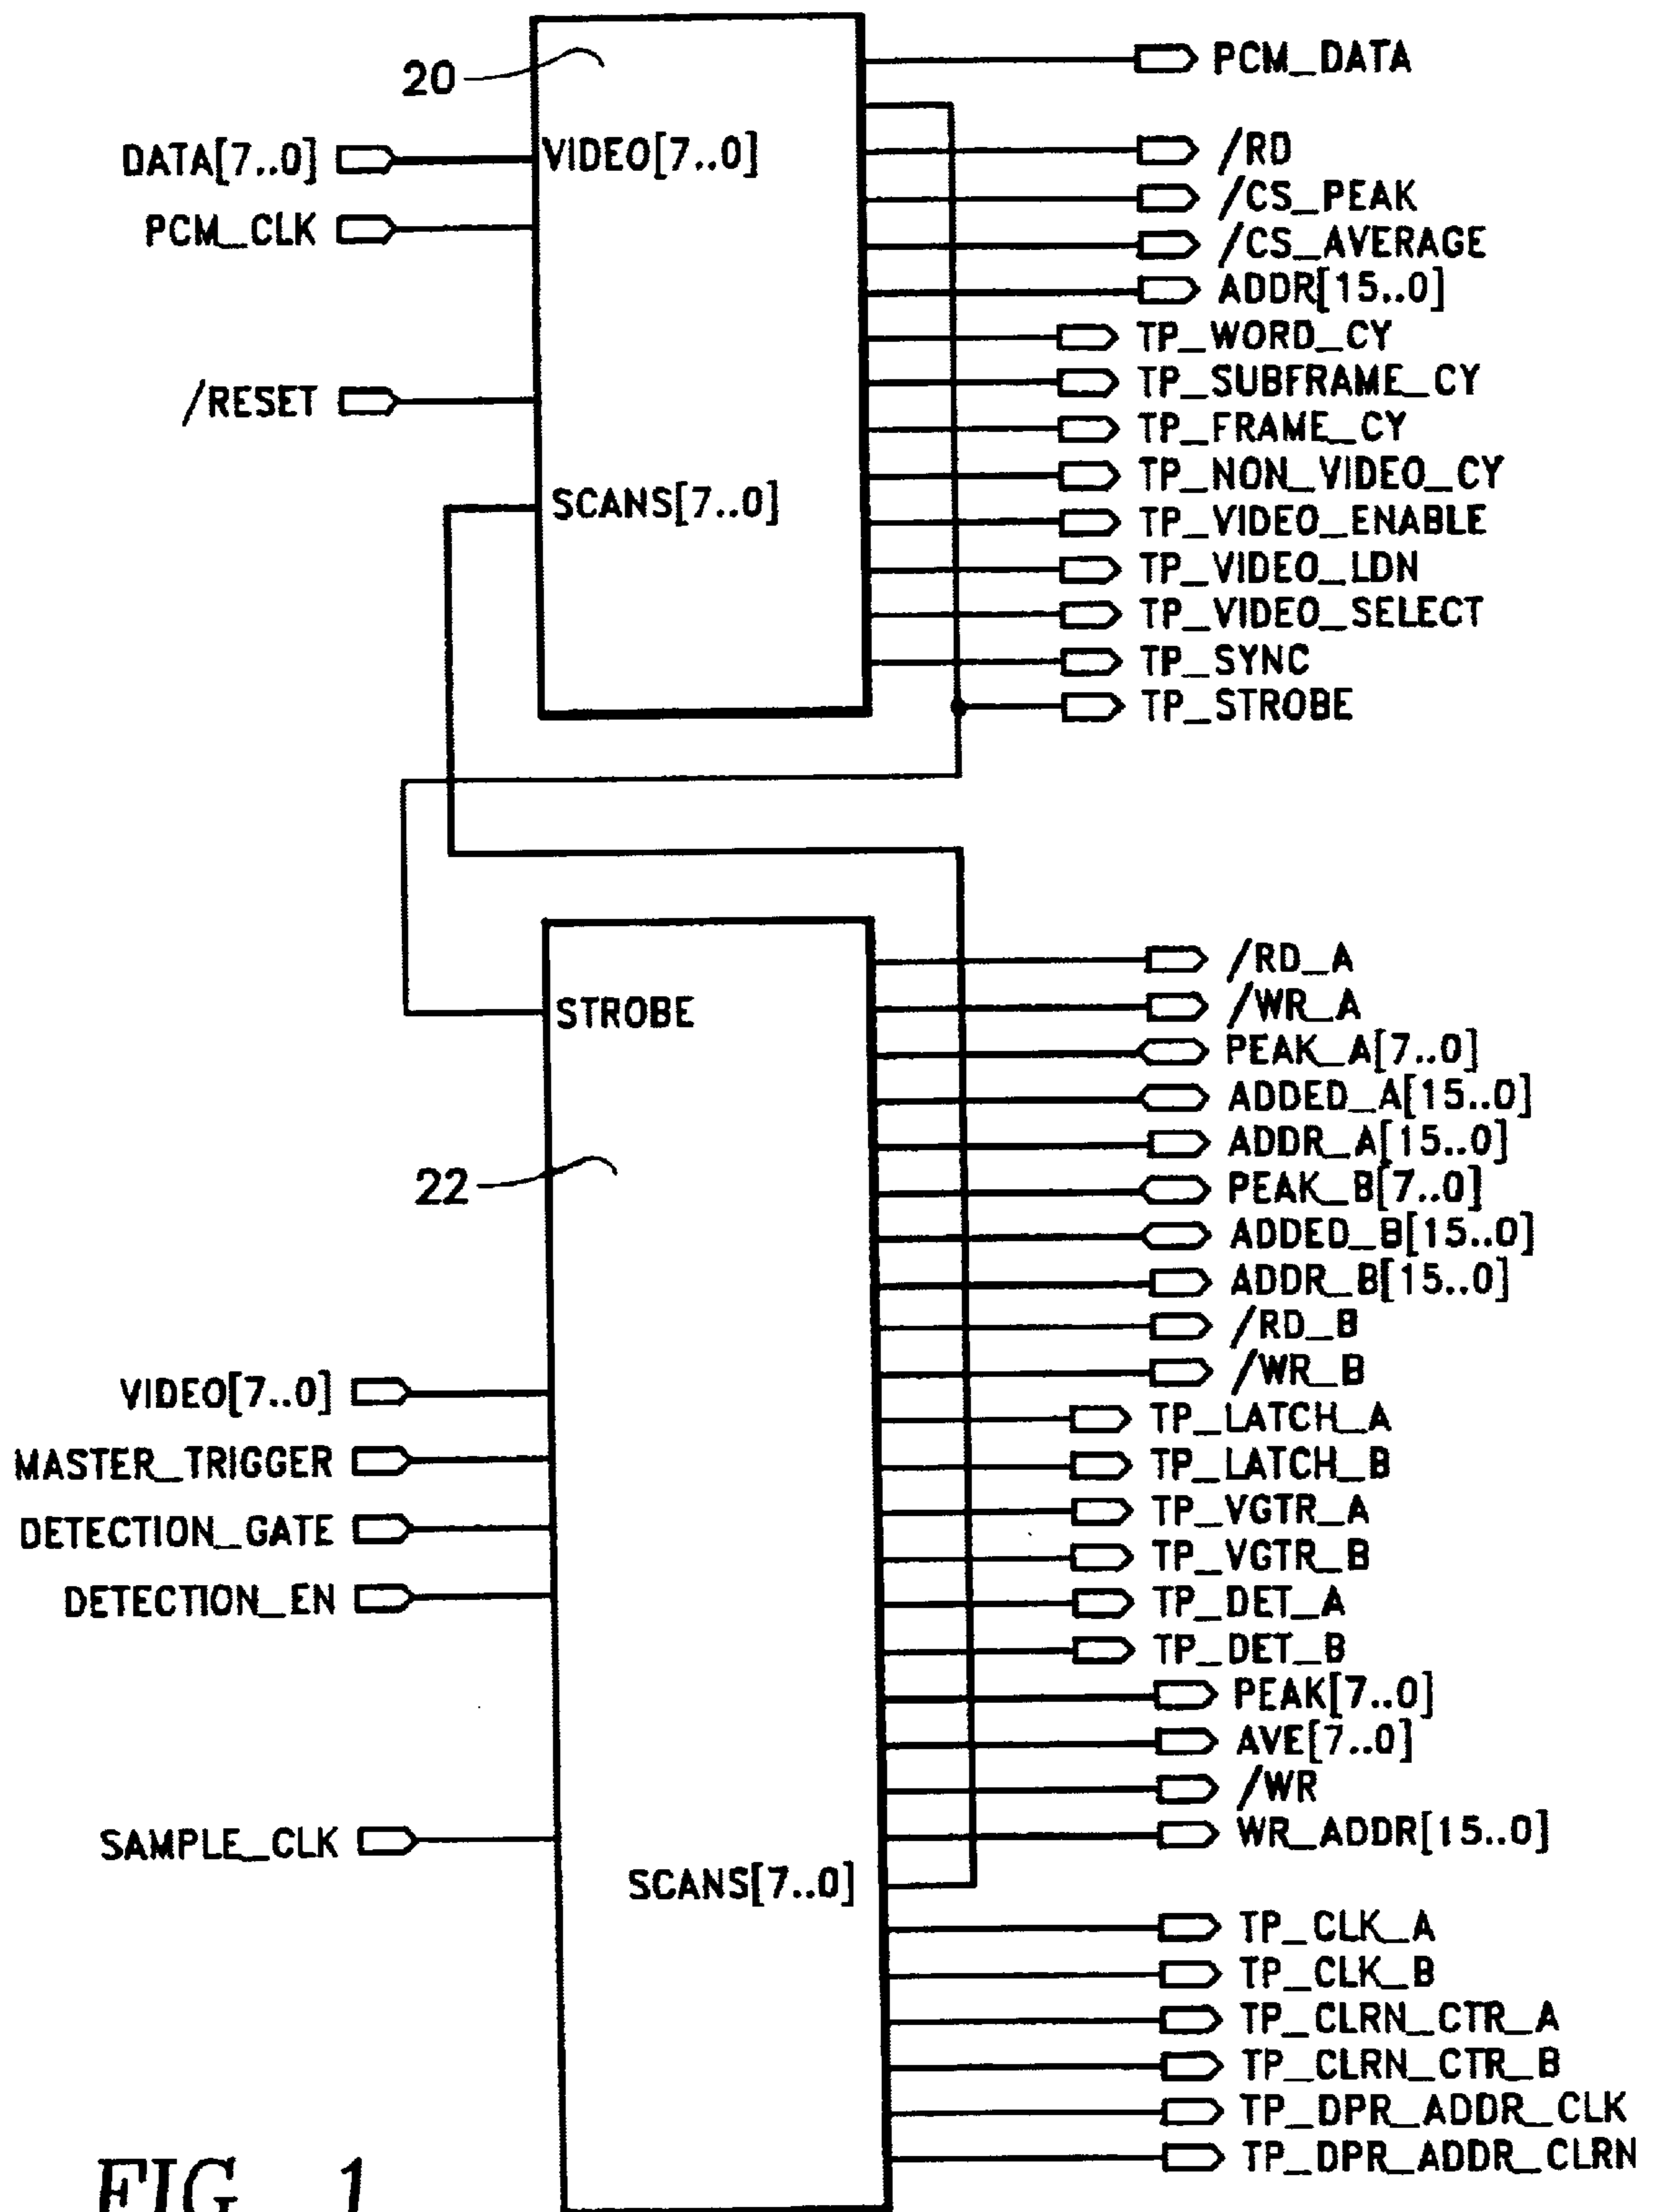 20
PCM_DATA
DATA[7..0]
VIDEO[7..0]
/RD
PCM_CLK
/CS_PEAK
/CS_AVERAGE
ADDR[15..0]
TP_WORD_CY
/RESET
TP_SUBFRAME_CY
TP_FRAME_CY
TP_NON_VIDEO_CY
SCANS[7..0]
TP_VIDEO_ENABLE
TP_VIDEO_LDN
TP_VIDEO_SELECT
TP_SYNC
TP_STROBE
/RD_A
STROBE
/WR_A
PEAK_A[7..0]
ADDED_A[15..0]
ADDR_A[15..0]
22
PEAK_B[7..0]
ADDED_B[15..0]
ADDR_B[15..0]
/RD_B
/WR_B
VIDEO[7..0]
TP_LATCH_A
MASTER_TRIGGER
TP_LATCH_B
TP_VGTR_A
DETECTION_GATE
TP_VGTR_B
DETECTION_EN
TP_DET_A
TP_DET_B
PEAK[7..0]
AVE[7..0]
/WR
SAMPLE_CLK
WR_ADDR[15..0]
SCANS[7..0]
TP_CLK_A
TP_CLK_B
TP_CLRN_CTR_A
TP_CLRN_CTR_B
TP_DPR_ADDR_CLK
TP_DPR_ADDR_CLRN
FIG. 1